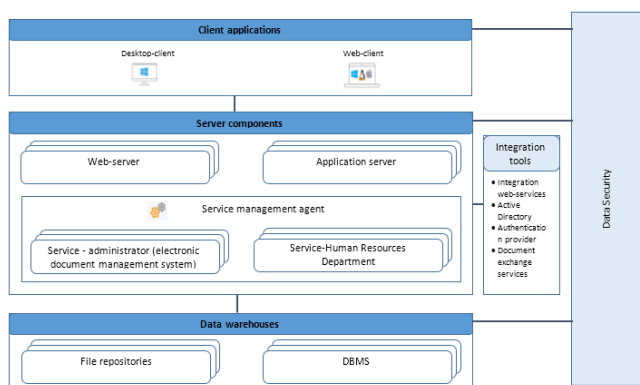 Client applications
Desktop-client
Web-client
Server components
Web-server
Application server
Service management agent
Service - administrator (electronic
document management system)
Service-Human Resources
Department
Integration
tools
• Integration
web-services
• Active
Directory
• Authenticatio
n provider
• Document
exchange
services
Data Security
Data warehouses
File repositories
DBMS